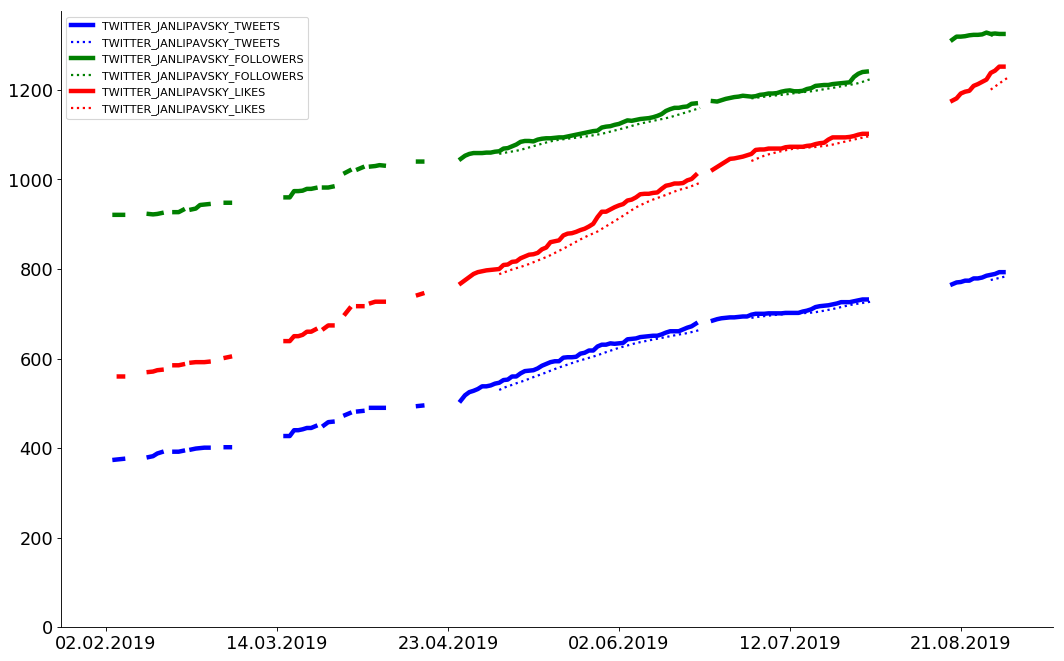 TWITTER_JANLIPAVSKY_TWEETS
TWITTER_JANLIPAVSKY_TWEETS
TWITTER_JANLIPAVSKY_FOLLOWERS
TWITTER_JANLIPAVSKY_FOLLOWERS
TWITTER_JANLIPAVSKY_LIKES
TWITTER_JANLIPAVSKY_LIKES
1200
1000
800
600
400
200
0
02.02.2019 14.03.2019 23.04.2019 02.06.2019 12.07.2019 21.08.2019